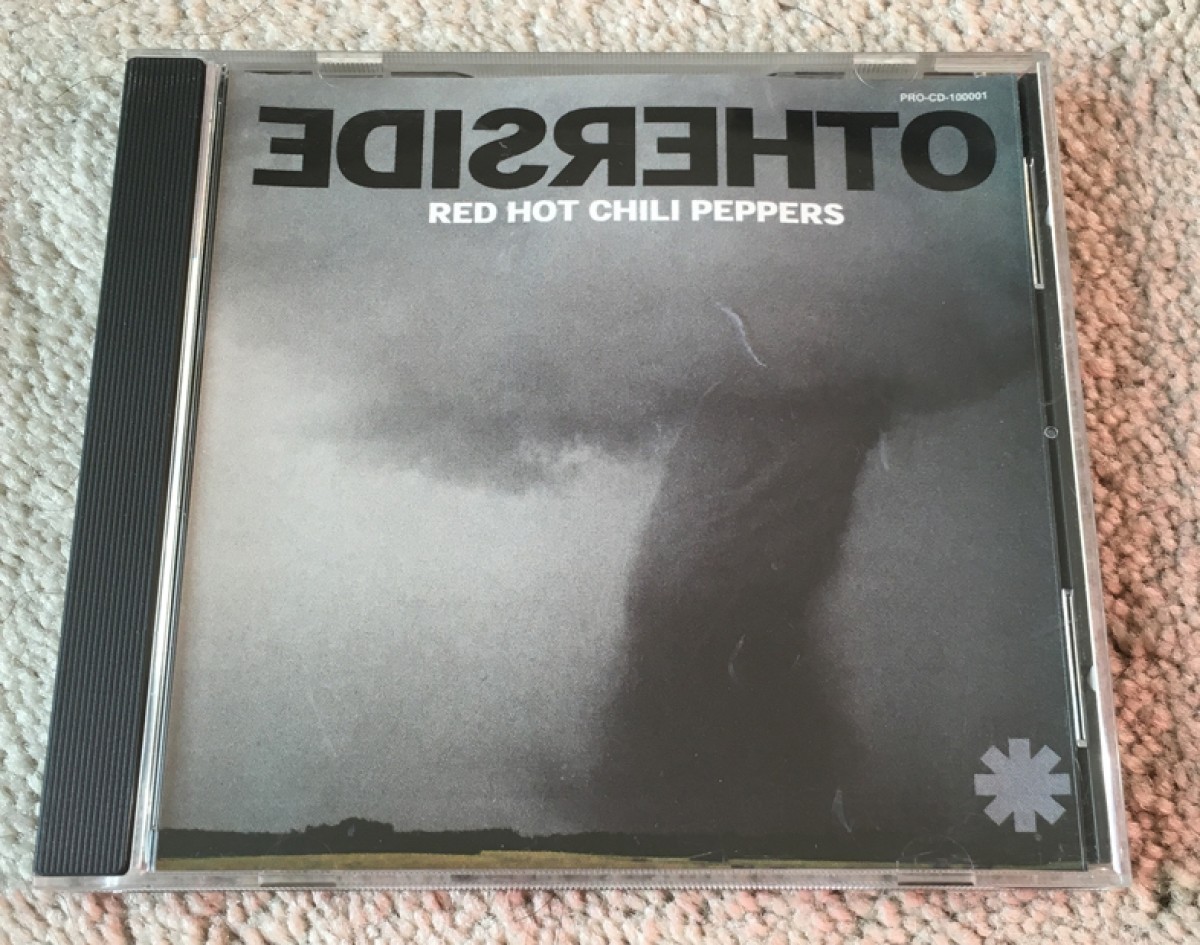 PRO-CD-100001
OTHERSIDE
RED HOT CHILI PEPPERS